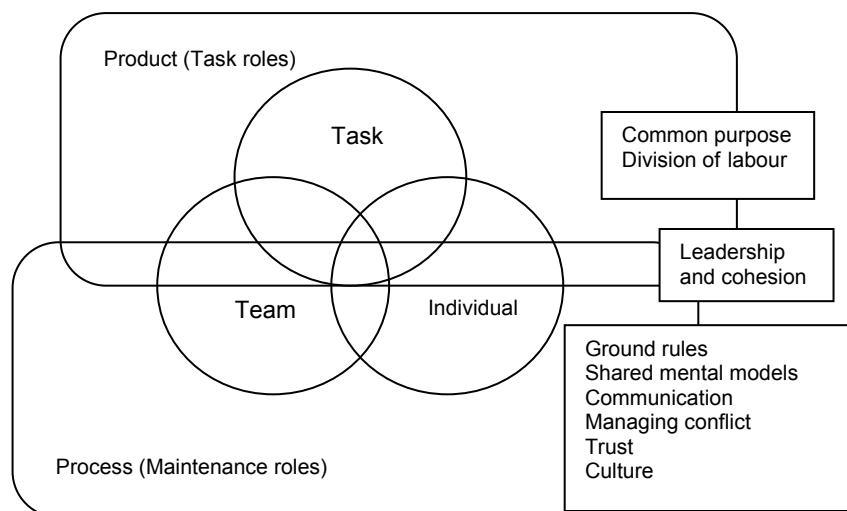 Product (Task roles)
Task
Common purpose
Division of labour
Leadership
and cohesion
Team
Individual
Ground rules
Shared mental models
Communication
Managing conflict
Trust
Culture
Process (Maintenance roles)